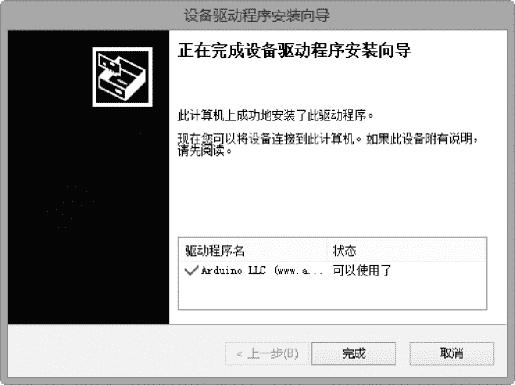 设备驱动程序安装向导
正在完成设备驱动程序安装向导
此计算机上成功地安装了此驱动程序。
现在您可以将设备连接到此计算机。如果此设备附有说明，
请先阅读。
驱动程序名 状态
Arduino LLC (www.a... 可以使用了
< 上一步(B) 完成 取消